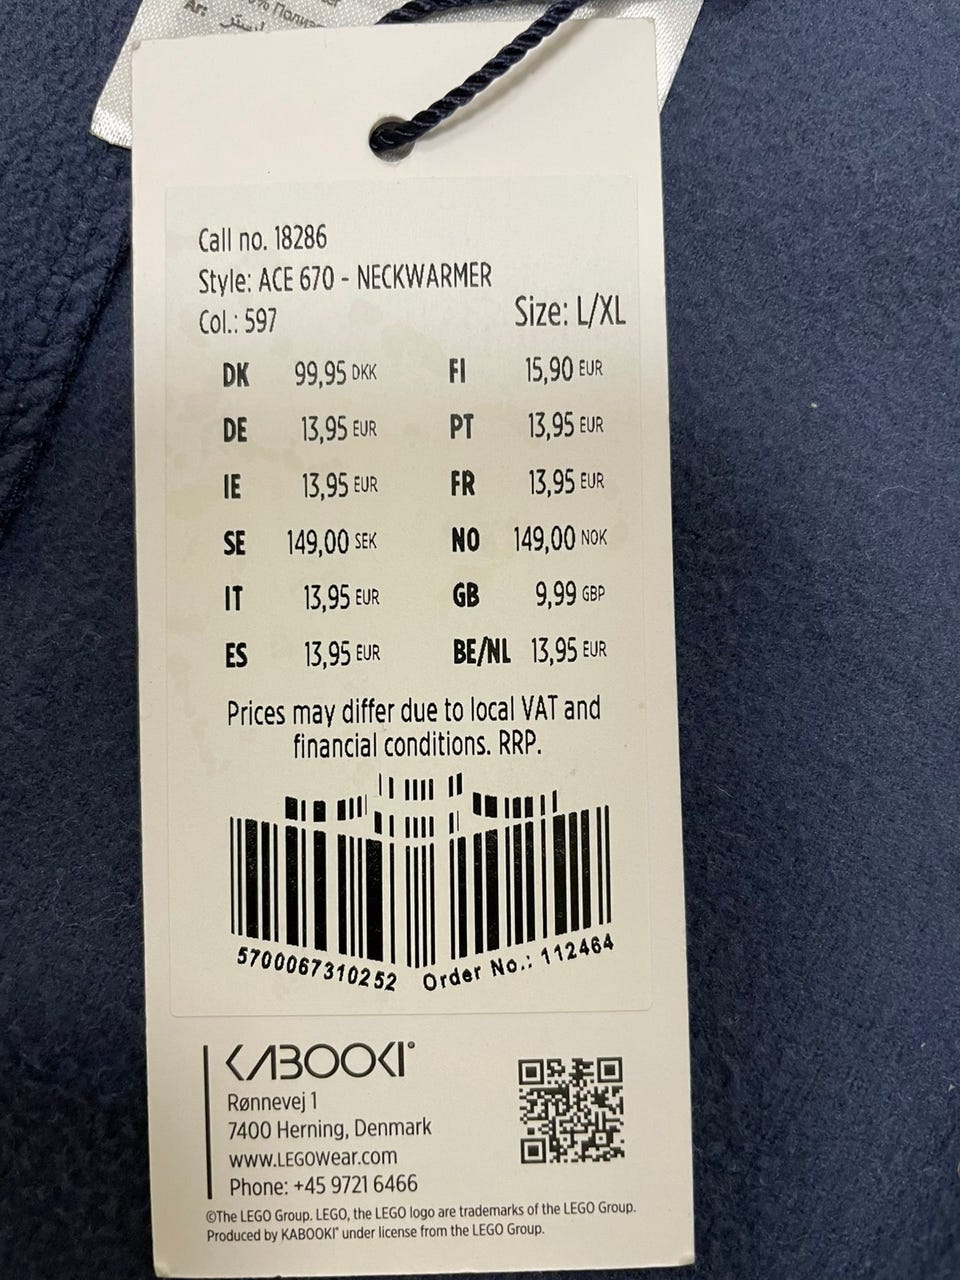 % Полиэ
Ar:
Call no. 18286
Style: ACE 670 - NECKWARMER
Col.: 597
Size: L/XL
DK 99,95 DKK FI 15,90 EUR
DE 13,95 EUR PT 13,95 EUR
IE 13,95 EUR FR 13,95 EUR
SE 149,00 SEK NO 149,00 NOK
IT 13,95 EUR GB 9,99 GBP
ES 13,95 EUR BE/NL 13,95 EUR
Prices may differ due to local VAT and
financial conditions. RRP.
5700067310252 Order No.: 112464
KABOOKI®
Rønnevej 1
7400 Herning, Denmark
www.LEGOWear.com
Phone: +45 9721 6466
©The LEGO Group. LEGO, the LEGO logo are trademarks of the LEGO Group.
Produced by KABOOKI® under license from the LEGO Group.